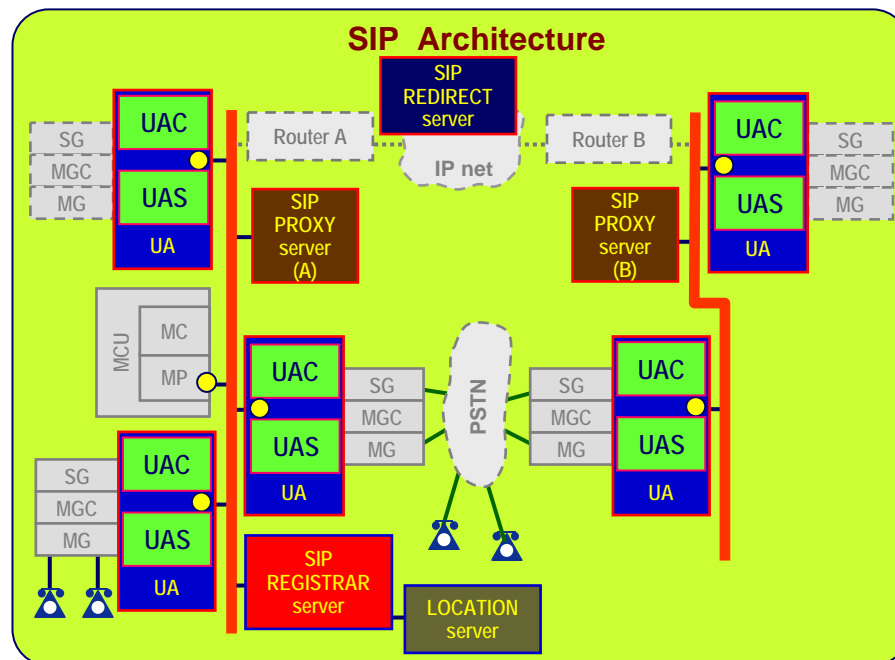 SIP Architecture
SIP
REDIRECT
server
UAC
UAS
UA
SG
MGC
MG
Router A
IP net
Router B
UAC
UAS
UA
SG
MGC
MG
SIP
PROXY
server
(A)
SIP
PROXY
server
(B)
MCU
MC
MP
UAC
UAS
UA
SG
MGC
MG
PSTN
SG
MGC
MG
UAC
UAS
UA
SG
MGC
MG
UAC
UAS
UA
SIP
REGISTRAR
server
LOCATION
server